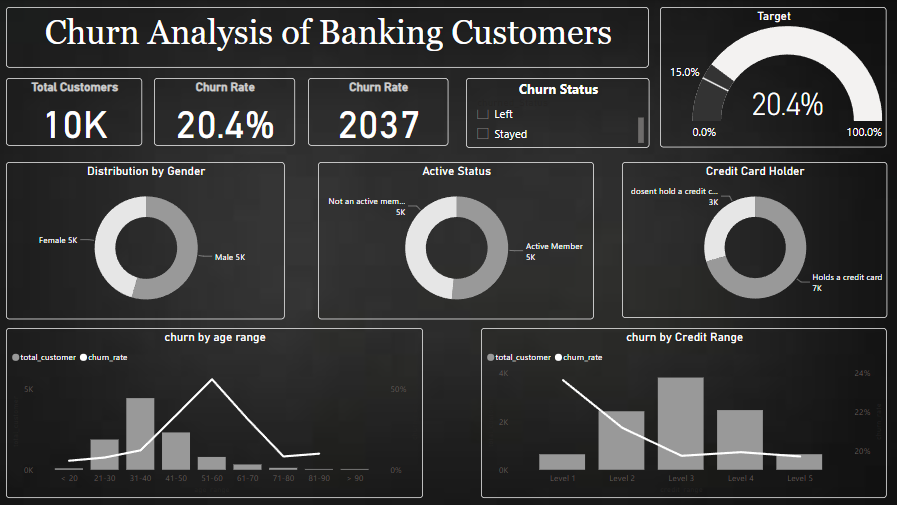 Churn Analysis of Banking Customers
Target
15.0%
20.4%
0.0%
100.0%
Total Customers
10K
Churn Rate
20.4%
Churn Rate
2037
Churn Status
Left
Stayed
Distribution by Gender
Female 5K
Male 5K
Active Status
Not an active mem...
5K
Active Member
5K
Credit Card Holder
dosent hold a credit c...
3K
Holds a credit card
7K
churn by age range
total_customer churn_rate
5K
50%
0K
0%
< 20 21-30 31-40 41-50 51-60 61-70 71-80 81-90 > 90
churn by Credit Range
total_customer churn_rate
4K
24%
2K
22%
0K
20%
Level 1 Level 2 Level 3 Level 4 Level 5